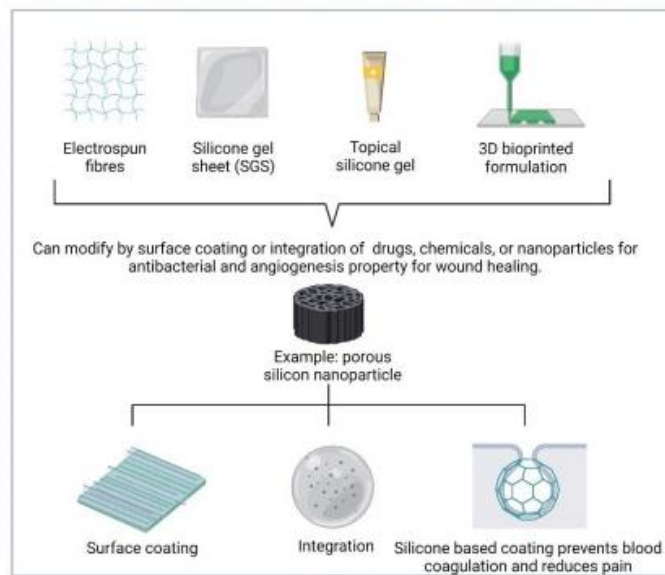 Electrospun
fibres
Silicone gel
sheet (SGS)
Topical
silicone gel
3D bioprinted
formulation
Can modify by surface coating or integration of drugs, chemicals, or nanoparticles for
antibacterial and angiogenesis property for wound healing.
Example: porous
silicon nanoparticle
Surface coating
Integration
Silicone based coating prevents blood
coagulation and reduces pain